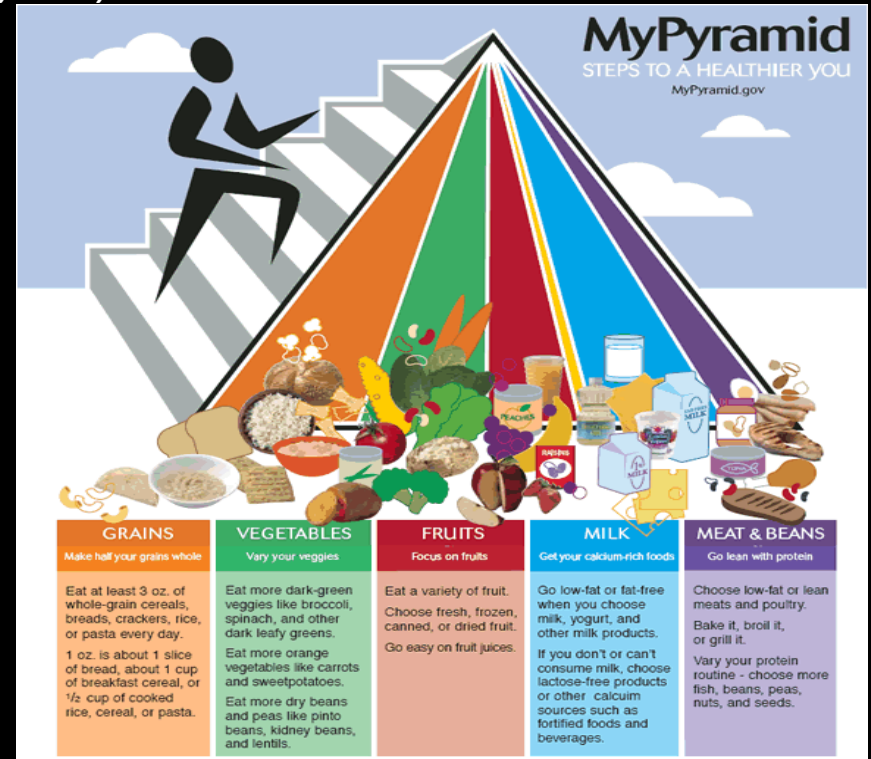 MyPyramid
STEPS TO A HEALTHIER YOU
MyPyramid.gov
PEACHES
RAISINS
MILK
MILK
TUNA
GRAINS
Make half your grains whole
Eat at least 3 oz. of
whole-grain cereals,
breads, crackers, rice,
or pasta every day.
1 oz. is about 1 slice
of bread, about 1 cup
of breakfast cereal, or
1/2 cup of cooked
rice, cereal, or pasta.
VEGETABLES
Vary your veggies
Eat more dark-green
veggies like broccoli,
spinach, and other
dark leafy greens.
Eat more orange
vegetables like carrots
and sweetpotatoes.
Eat more dry beans
and peas like pinto
beans, kidney beans,
and lentils.
FRUITS
Focus on fruits
Eat a variety of fruit.
Choose fresh, frozen,
canned, or dried fruit.
Go easy on fruit juices.
MILK
Get your calcium-rich foods
Go low-fat or fat-free
when you choose
milk, yogurt, and
other milk products.
If you don't or can't
consume milk, choose
lactose-free products
or other calcuim
sources such as
fortified foods and
beverages.
MEAT & BEANS
Go lean with protein
Choose low-fat or lean
meats and poultry.
Bake it, broil it,
or grill it.
Vary your protein
routine - choose more
fish, beans, peas,
nuts, and seeds.